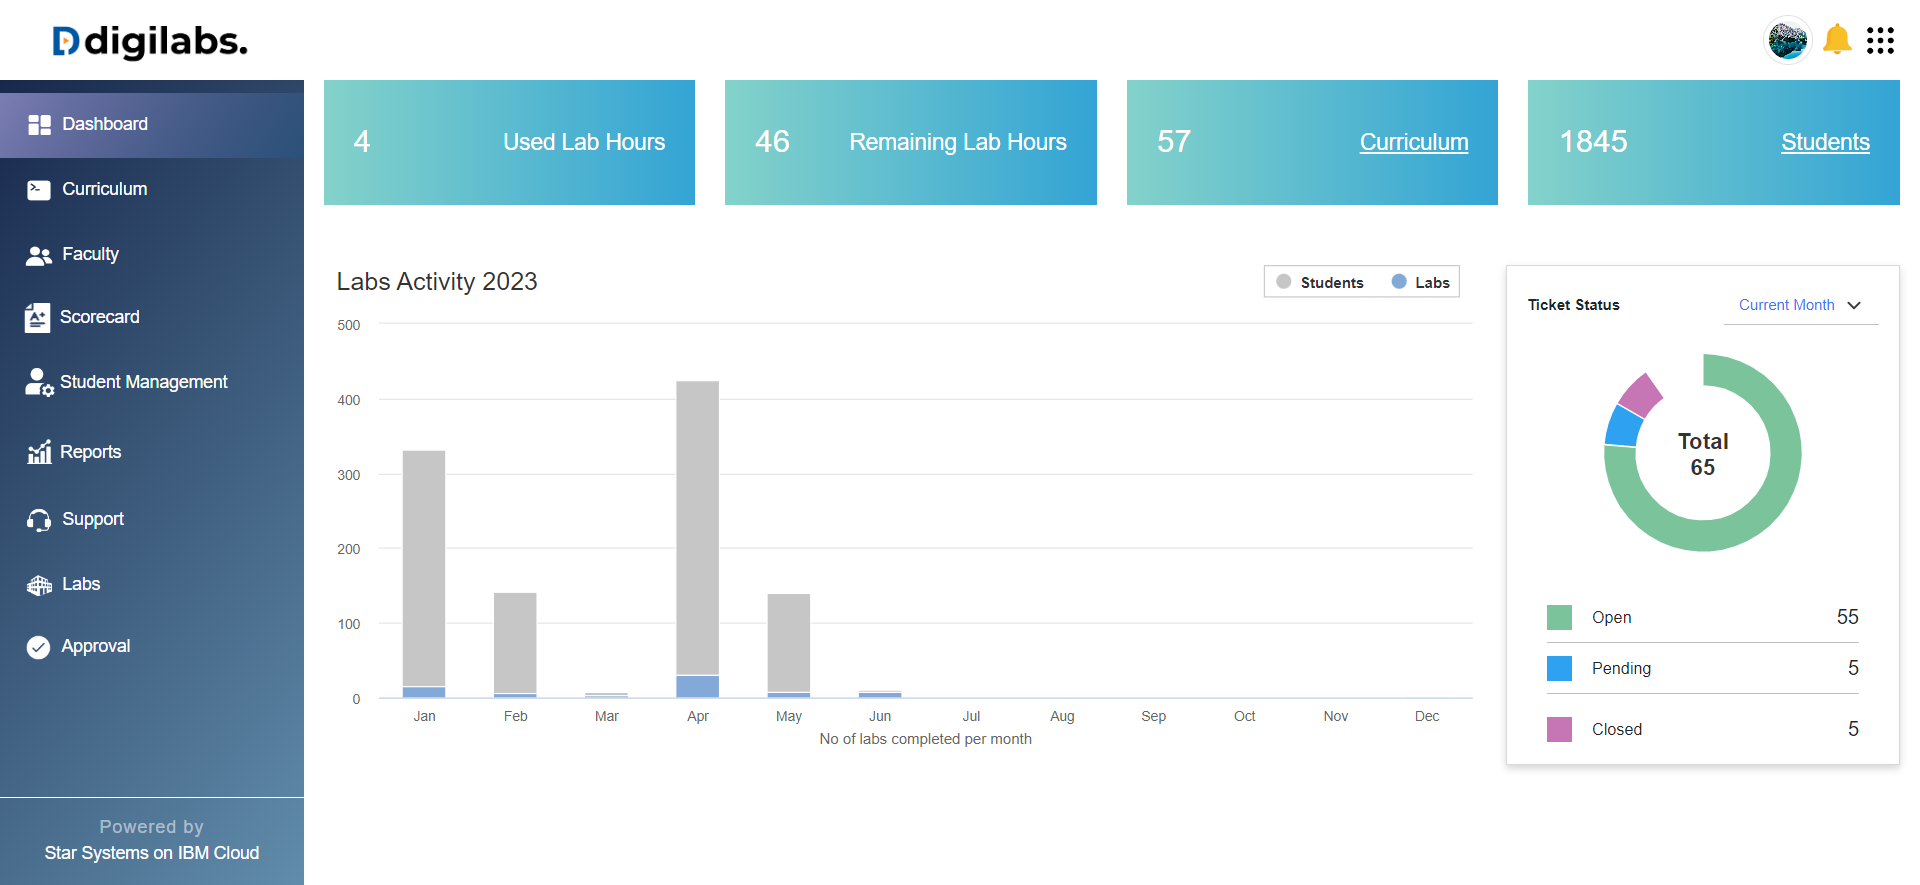 digilabs.
Dashboard
Curriculum
Faculty
Scorecard
Student Management
Reports
Support
Labs
Approval
Powered by
Star Systems on IBM Cloud
4 Used Lab Hours
46 Remaining Lab Hours
57 Curriculum
1845 Students
Labs Activity 2023
Students Labs
500
400
300
200
100
0
Jan Feb Mar Apr May Jun Jul Aug Sep Oct Nov Dec
No of labs completed per month
Ticket Status Current Month
Total
65
Open 55
Pending 5
Closed 5